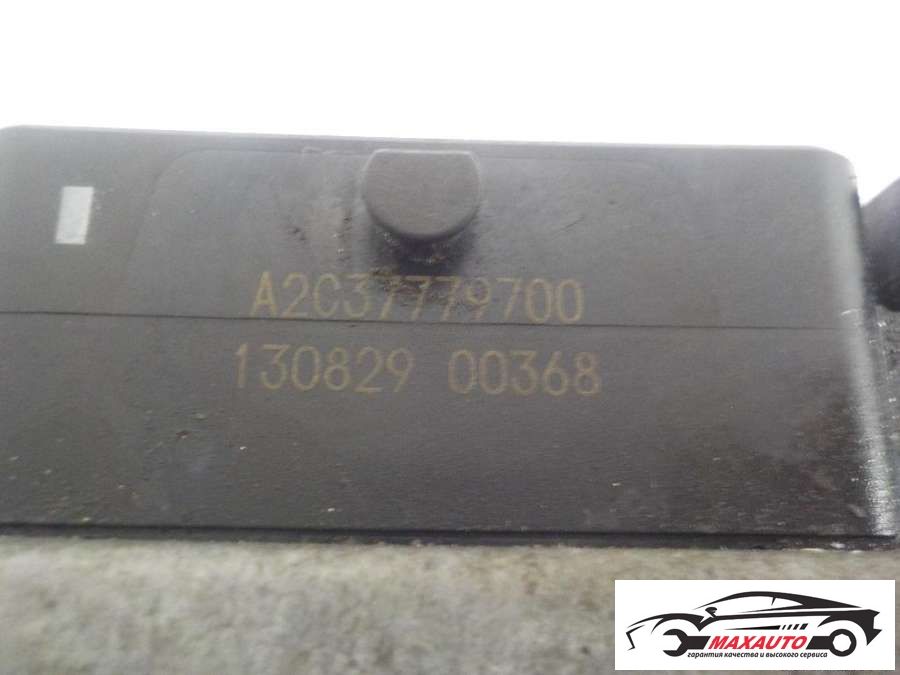 A2C37779700
130829 00368
MAXAUTO
гарантия качества и высокого сервиса